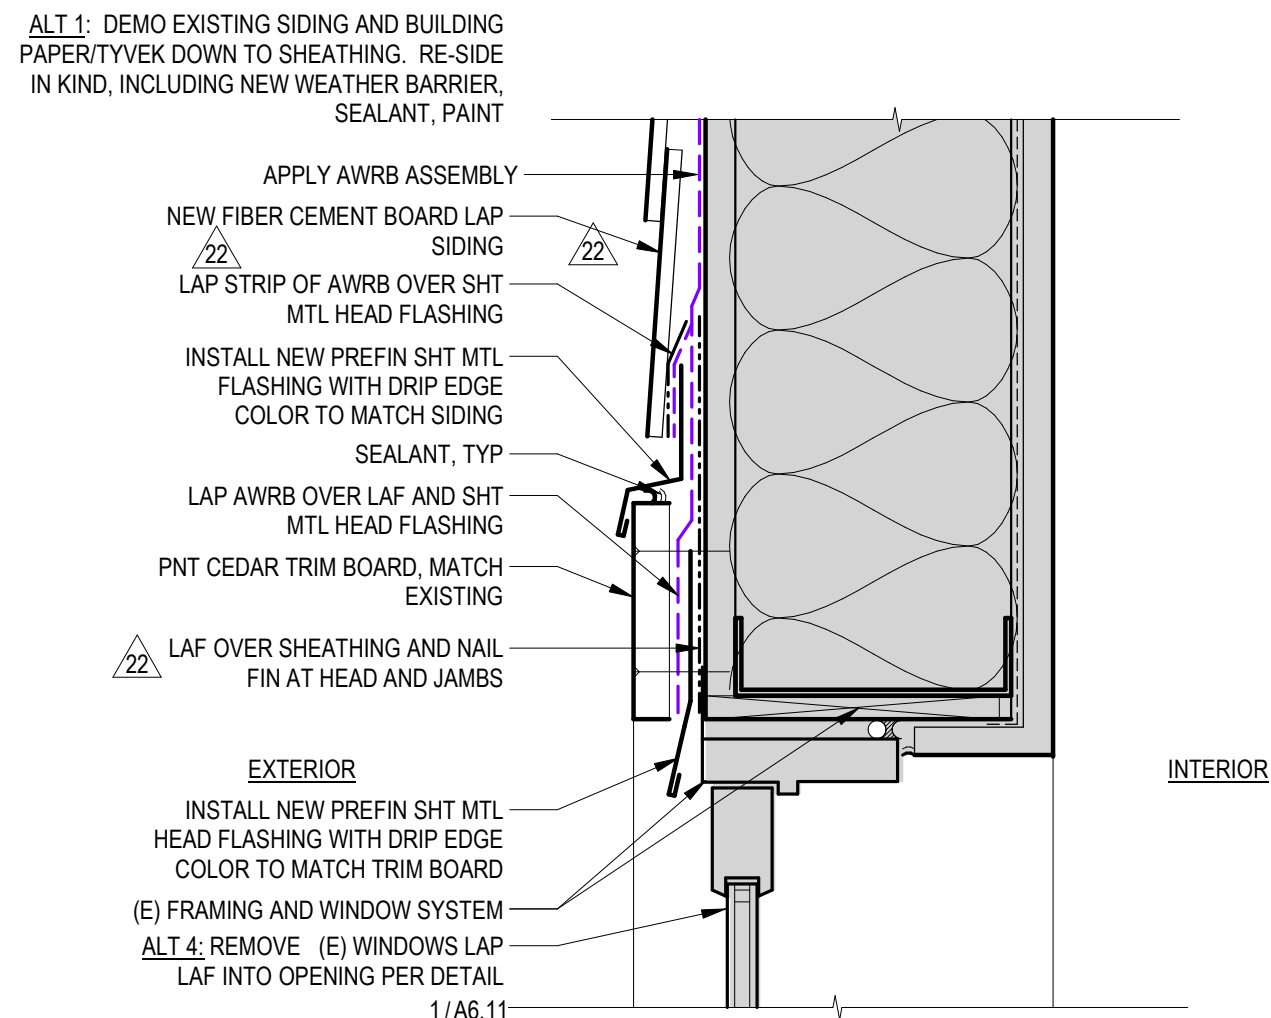 ALT 1: DEMO EXISTING SIDING AND BUILDING
PAPER/TYVEK DOWN TO SHEATHING. RE-SIDE
IN KIND, INCLUDING NEW WEATHER BARRIER,
SEALANT, PAINT
APPLY AWRB ASSEMBLY
NEW FIBER CEMENT BOARD LAP
SIDING
22
22
LAP STRIP OF AWRB OVER SHT
MTL HEAD FLASHING
INSTALL NEW PREFIN SHT MTL
FLASHING WITH DRIP EDGE
COLOR TO MATCH SIDING
SEALANT, TYP
LAP AWRB OVER LAF AND SHT
MTL HEAD FLASHING
PNT CEDAR TRIM BOARD, MATCH
EXISTING
22
LAF OVER SHEATHING AND NAIL
FIN AT HEAD AND JAMBS
EXTERIOR
INTERIOR
INSTALL NEW PREFIN SHT MTL
HEAD FLASHING WITH DRIP EDGE
COLOR TO MATCH TRIM BOARD
(E) FRAMING AND WINDOW SYSTEM
ALT 4: REMOVE (E) WINDOWS LAP
LAF INTO OPENING PER DETAIL
1 / A6.11